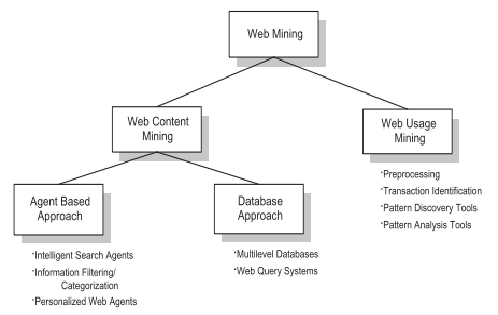 Web Mining
Web Content
Mining
Web Usage
Mining
·Preprocessing
·Transaction Identification
·Pattern Discovery Tools
·Pattern Analysis Tools
Agent Based
Approach
Database
Approach
·Intelligent Search Agents
·Information Filtering/
Categorization
·Personalized Web Agents
·Multilevel Databases
·Web Query Systems